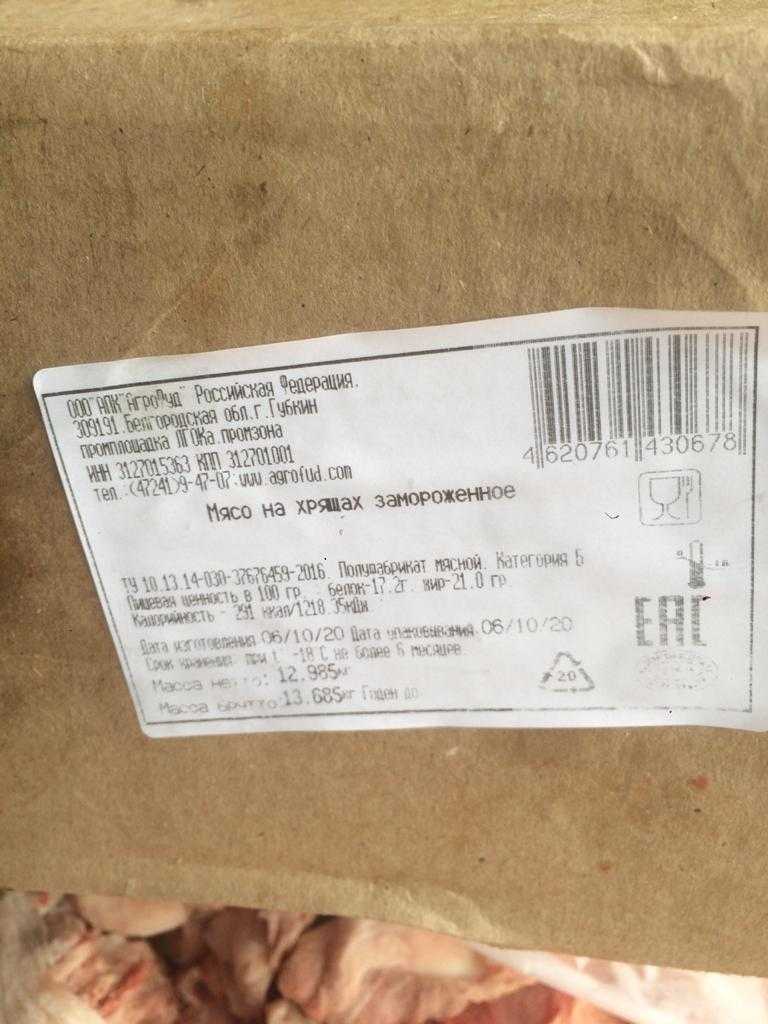 ООО"АПК"АгроФуд" Российская Федерация.
309191.Белгородская обл.г.Губкин
промплощадка ЛГОКа.промзона
ИНН 3127015363 КПП 312701001
тел.:(47241)9-47-07:www.agrofud.com
4 620761 430678
Мясо на хрящах замороженное
ТУ 10.13.14-030-37676459-2016. Полуфабрикат мясной. Категория Б
Пищевая ценность в 100 гр. : белок-17.2г. жир-21.0 гр.
Калорийность - 291 ккал/1218.35кДж
Дата изготовления 06/10/20 Дата упаковывания 06/10/20
Срок хранения: при t -18 С не более 6 месяцев
Масса нетто: 12.985кг
Масса брутто 13.685кг Годен до
20
ЕАС